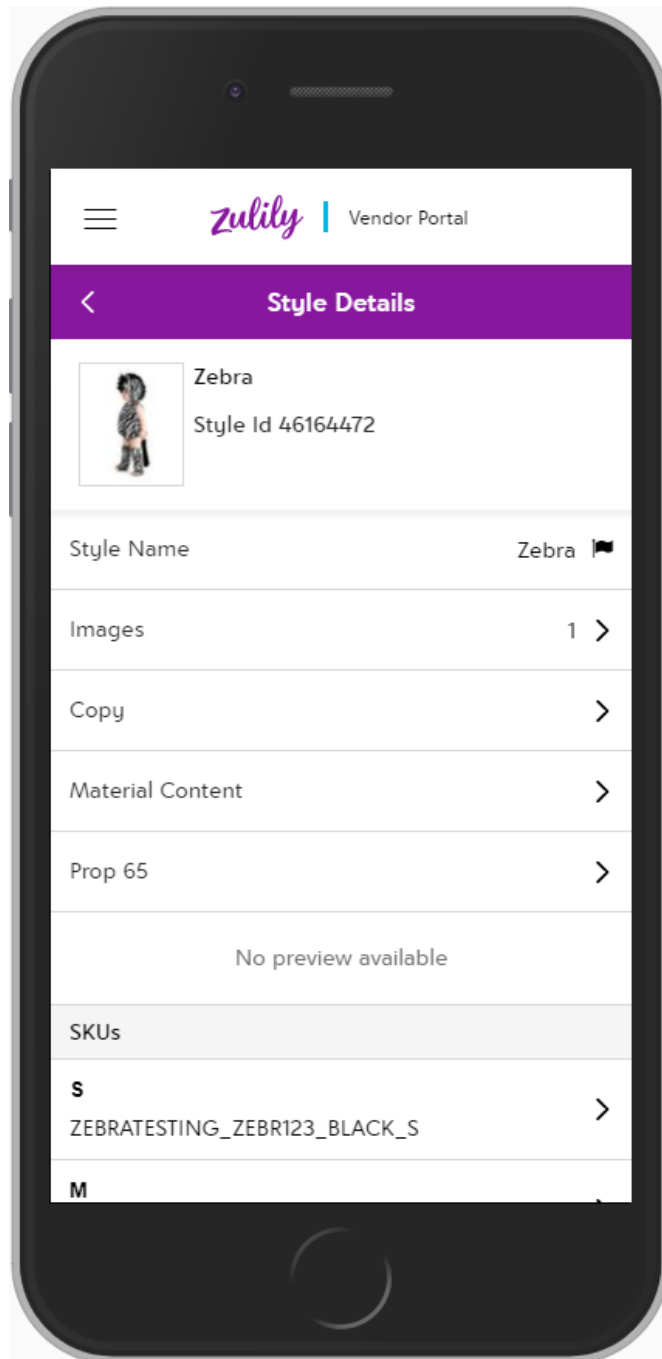 zulily | Vendor Portal
Style Details
Zebra
Style Id 46164472
Style Name Zebra
Images 1
Copy
Material Content
Prop 65
No preview available
SKUs
S
ZEBRATESTING_ZEBR123_BLACK_S
M